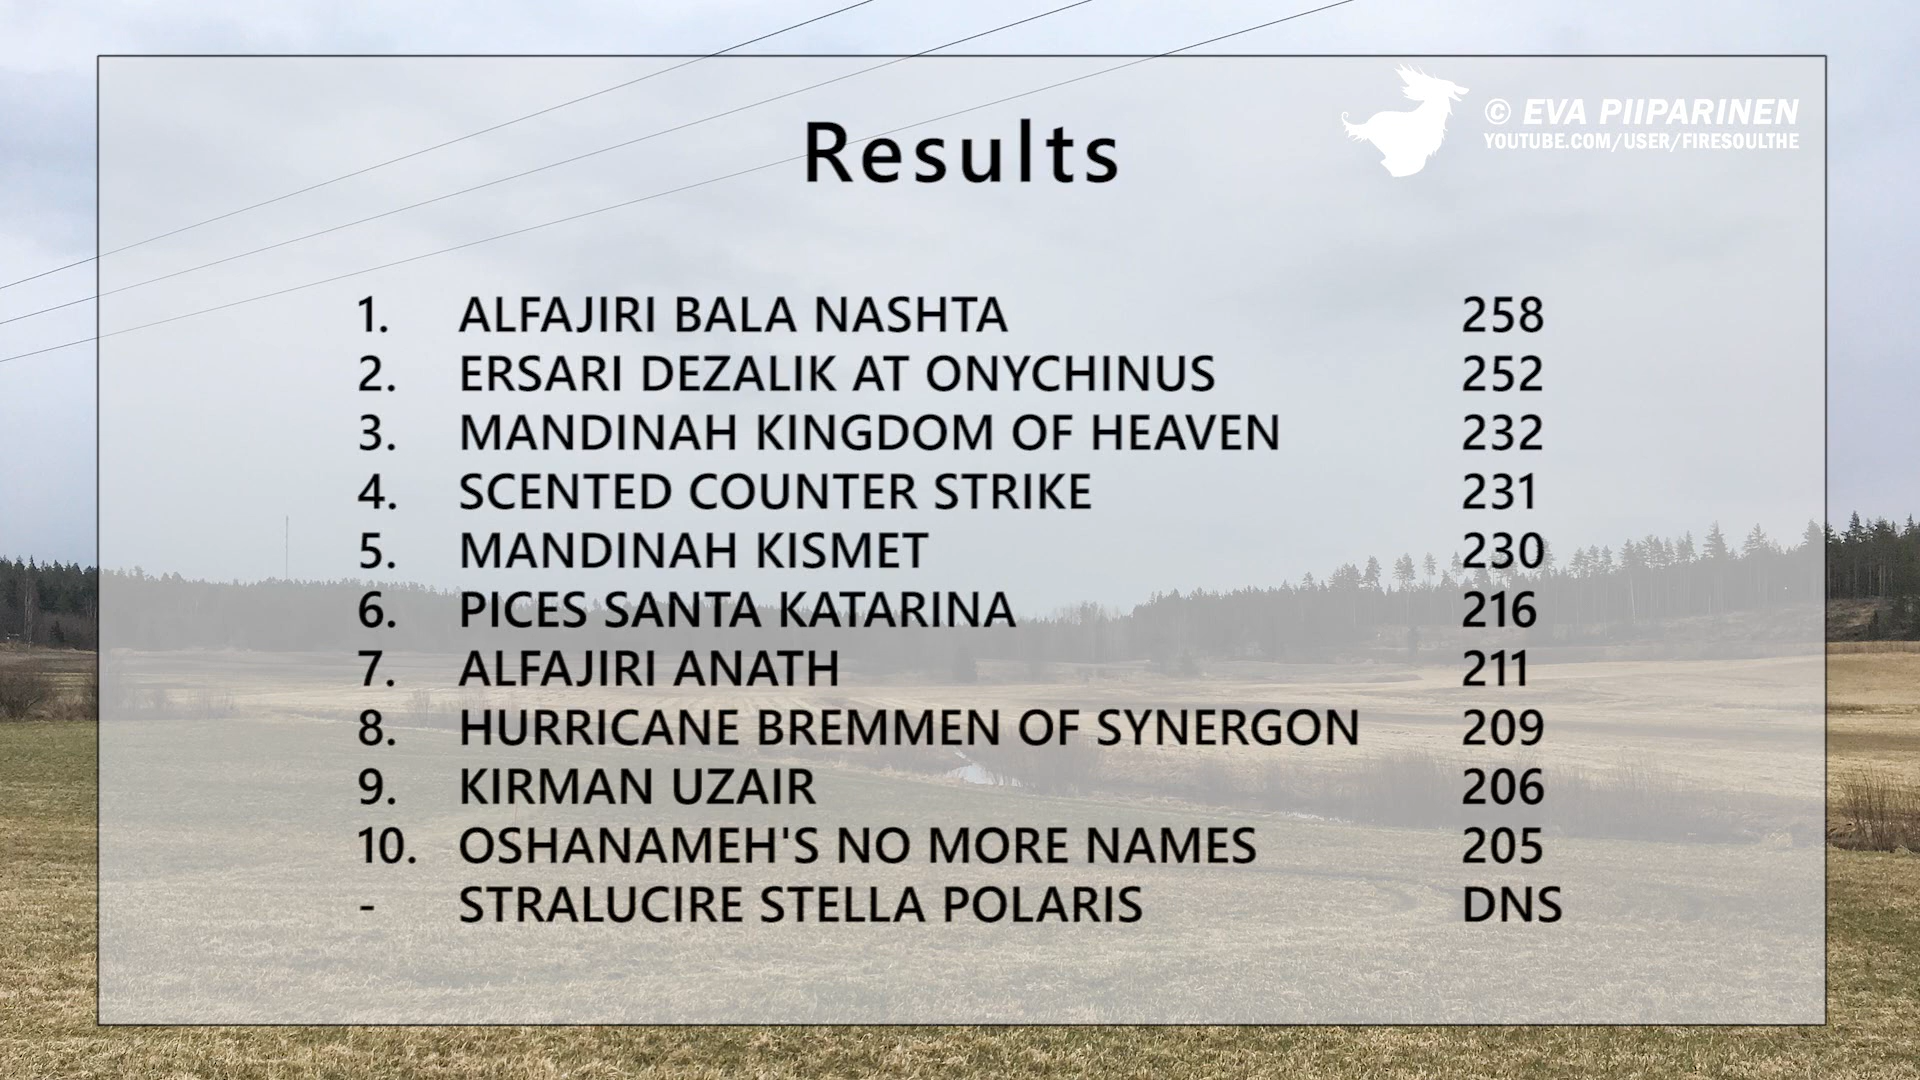 © EVA PIIPARINEN
YOUTUBE.COM/USER/FIRESOULTHE
Results
1. ALFAJIRI BALA NASHTA 258
2. ERSARI DEZALIK AT ONYCHINUS 252
3. MANDINAH KINGDOM OF HEAVEN 232
4. SCENTED COUNTER STRIKE 231
5. MANDINAH KISMET 230
6. PICES SANTA KATARINA 216
7. ALFAJIRI ANATH 211
8. HURRICANE BREMMEN OF SYNERGON 209
9. KIRMAN UZAIR 206
10. OSHANAMEH'S NO MORE NAMES 205
- STRALUCIRE STELLA POLARIS DNS